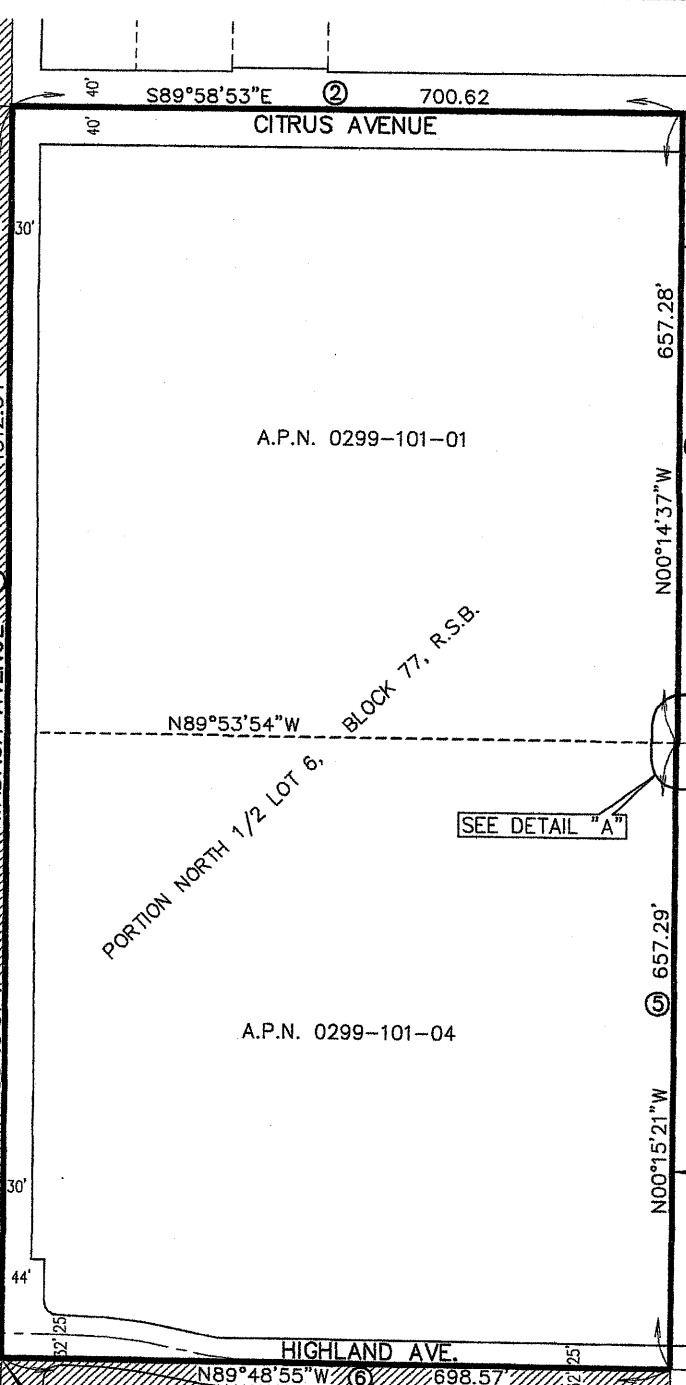 40'
S89°58'53"E ② 700.62
40'
CITRUS AVENUE
30'
657.28'
A.P.N. 0299-101-01
N00°14'37"W
PORTION NORTH 1/2 LOT 6, BLOCK 77, R.S.B.
N89°53'54"W
SEE DETAIL "A"
657.29'
⑤
A.P.N. 0299-101-04
N00°15'21"W
30'
44'
32' 25'
HIGHLAND AVE.
25'
N89°48'55"W ⑥ 698.57'